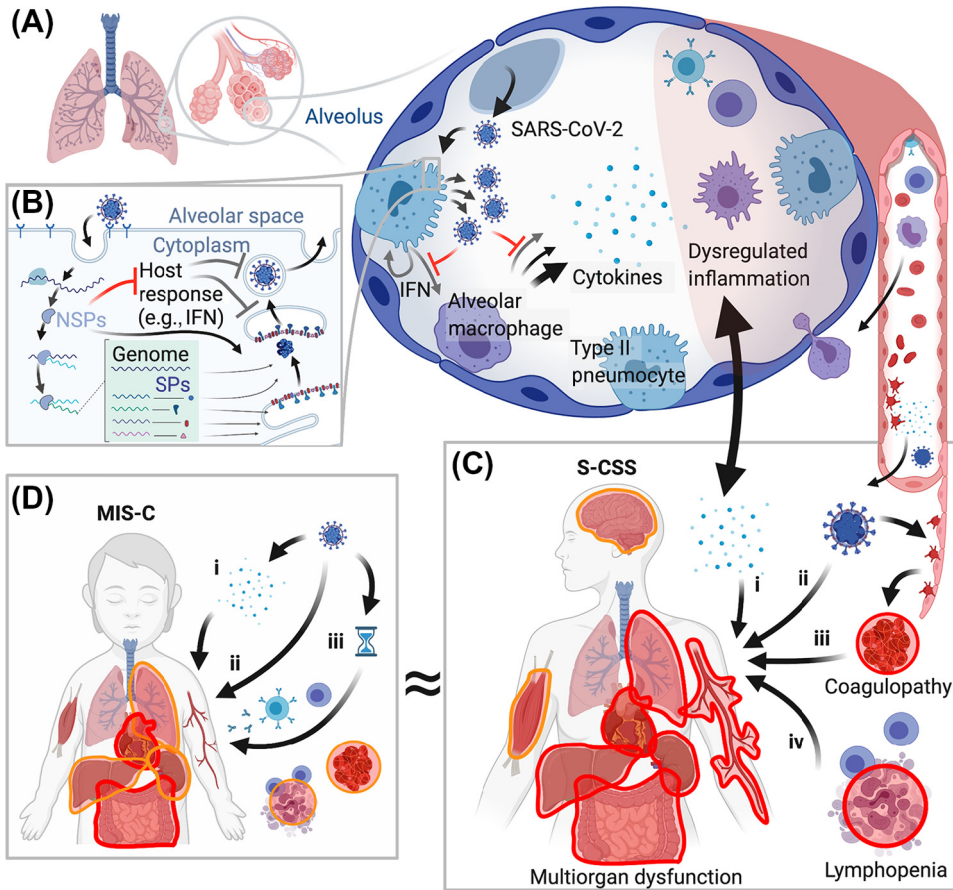 (A)
Alveolus
SARS-CoV-2
IFN
Alveolar
macrophage
Cytokines
Type II
pneumocyte
Dysregulated
inflammation
(B)
Alveolar space
Cytoplasm
Host
response
(e.g., IFN)
NSPs
Genome
SPs
(C)
S-CSS
i
ii
iii
iv
Coagulopathy
Lymphopenia
Multiorgan dysfunction
(D)
MIS-C
i
ii
iii
≈